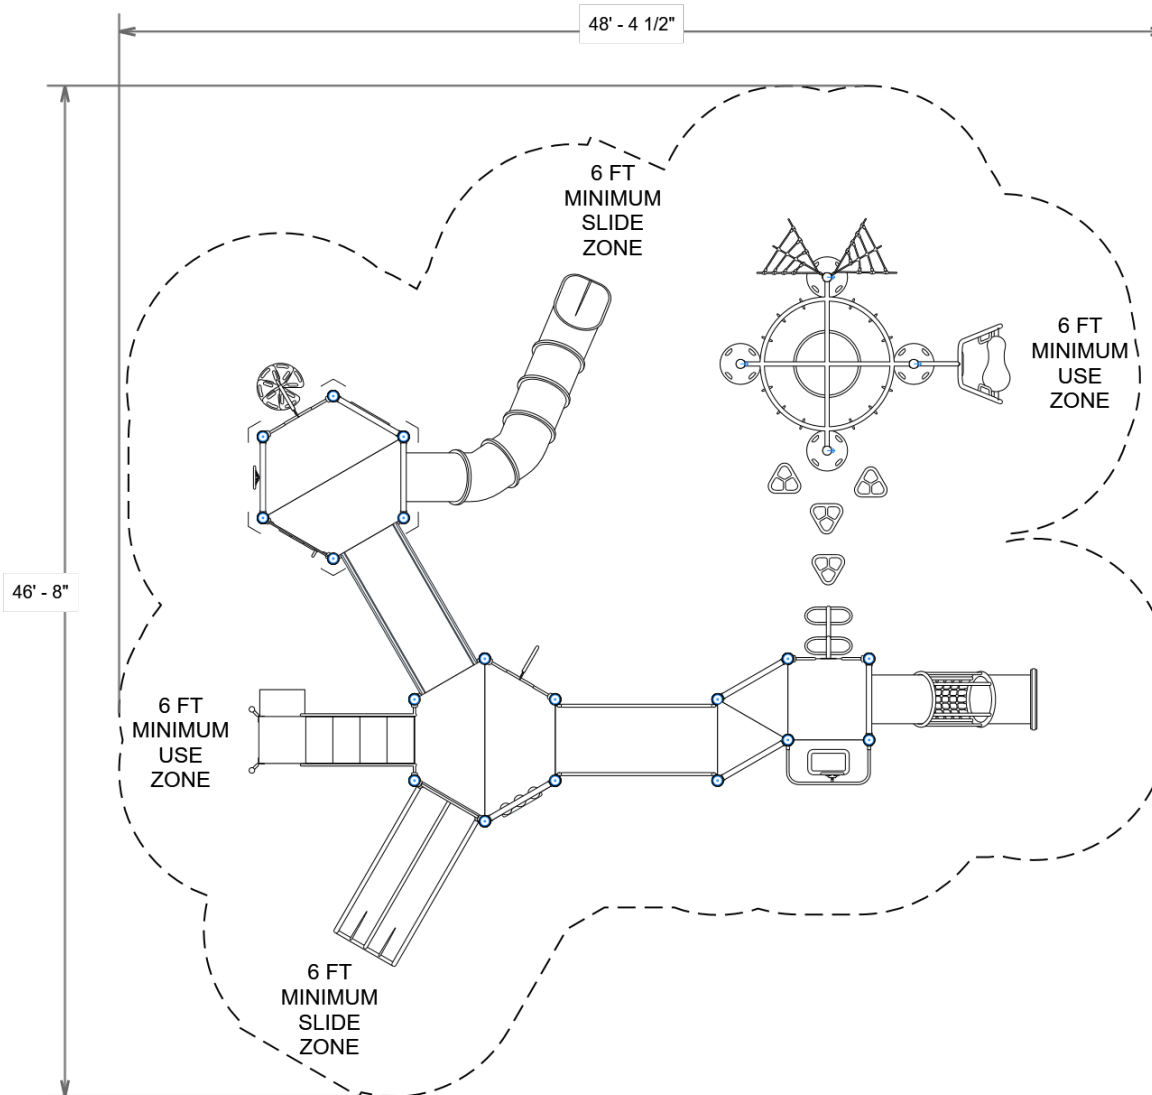 48' - 4 1/2"
6 FT
MINIMUM
SLIDE
ZONE
6 FT
MINIMUM
USE
ZONE
46' - 8"
6 FT
MINIMUM
USE
ZONE
6 FT
MINIMUM
SLIDE
ZONE